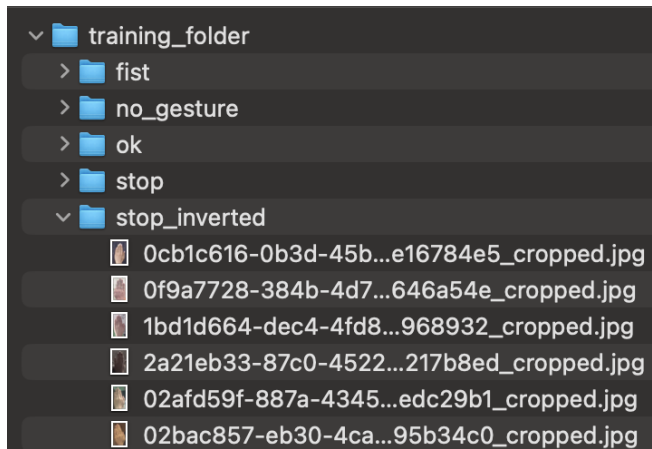 training_folder
fist
no_gesture
ok
stop
stop_inverted
0cb1c616-0b3d-45b...e16784e5_cropped.jpg
0f9a7728-384b-4d7...646a54e_cropped.jpg
1bd1d664-dec4-4fd8...968932_cropped.jpg
2a21eb33-87c0-4522...217b8ed_cropped.jpg
02afd59f-887a-4345...edc29b1_cropped.jpg
02bac857-eb30-4ca...95b34c0_cropped.jpg